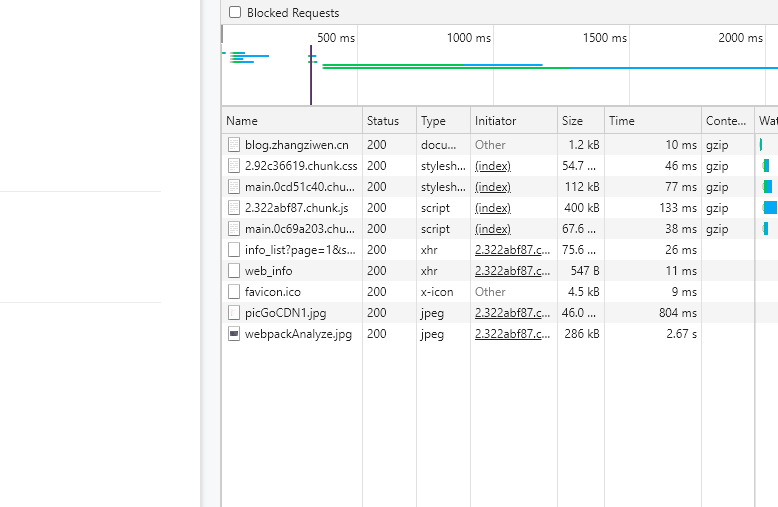 Blocked Requests
500 ms 1000 ms 1500 ms 2000 ms
Name Status Type Initiator Size Time Conte... Wat
blog.zhangziwen.cn 200 docu... Other 1.2 kB 10 ms gzip
2.92c36619.chunk.css 200 stylesh... (index) 54.7 ... 46 ms gzip
main.0cd51c40.chu... 200 stylesh... (index) 112 kB 77 ms gzip
2.322abf87.chunk.js 200 script (index) 400 kB 133 ms gzip
main.0c69a203.chu... 200 script (index) 67.6 ... 38 ms gzip
info_list?page=1&s... 200 xhr 2.322abf87.c... 75.6 ... 26 ms
web_info 200 xhr 2.322abf87.c... 547 B 11 ms
favicon.ico 200 x-icon Other 4.5 kB 9 ms
picGoCDN1.jpg 200 jpeg 2.322abf87.c... 46.0 ... 804 ms
webpackAnalyze.jpg 200 jpeg 2.322abf87.c... 286 kB 2.67 s